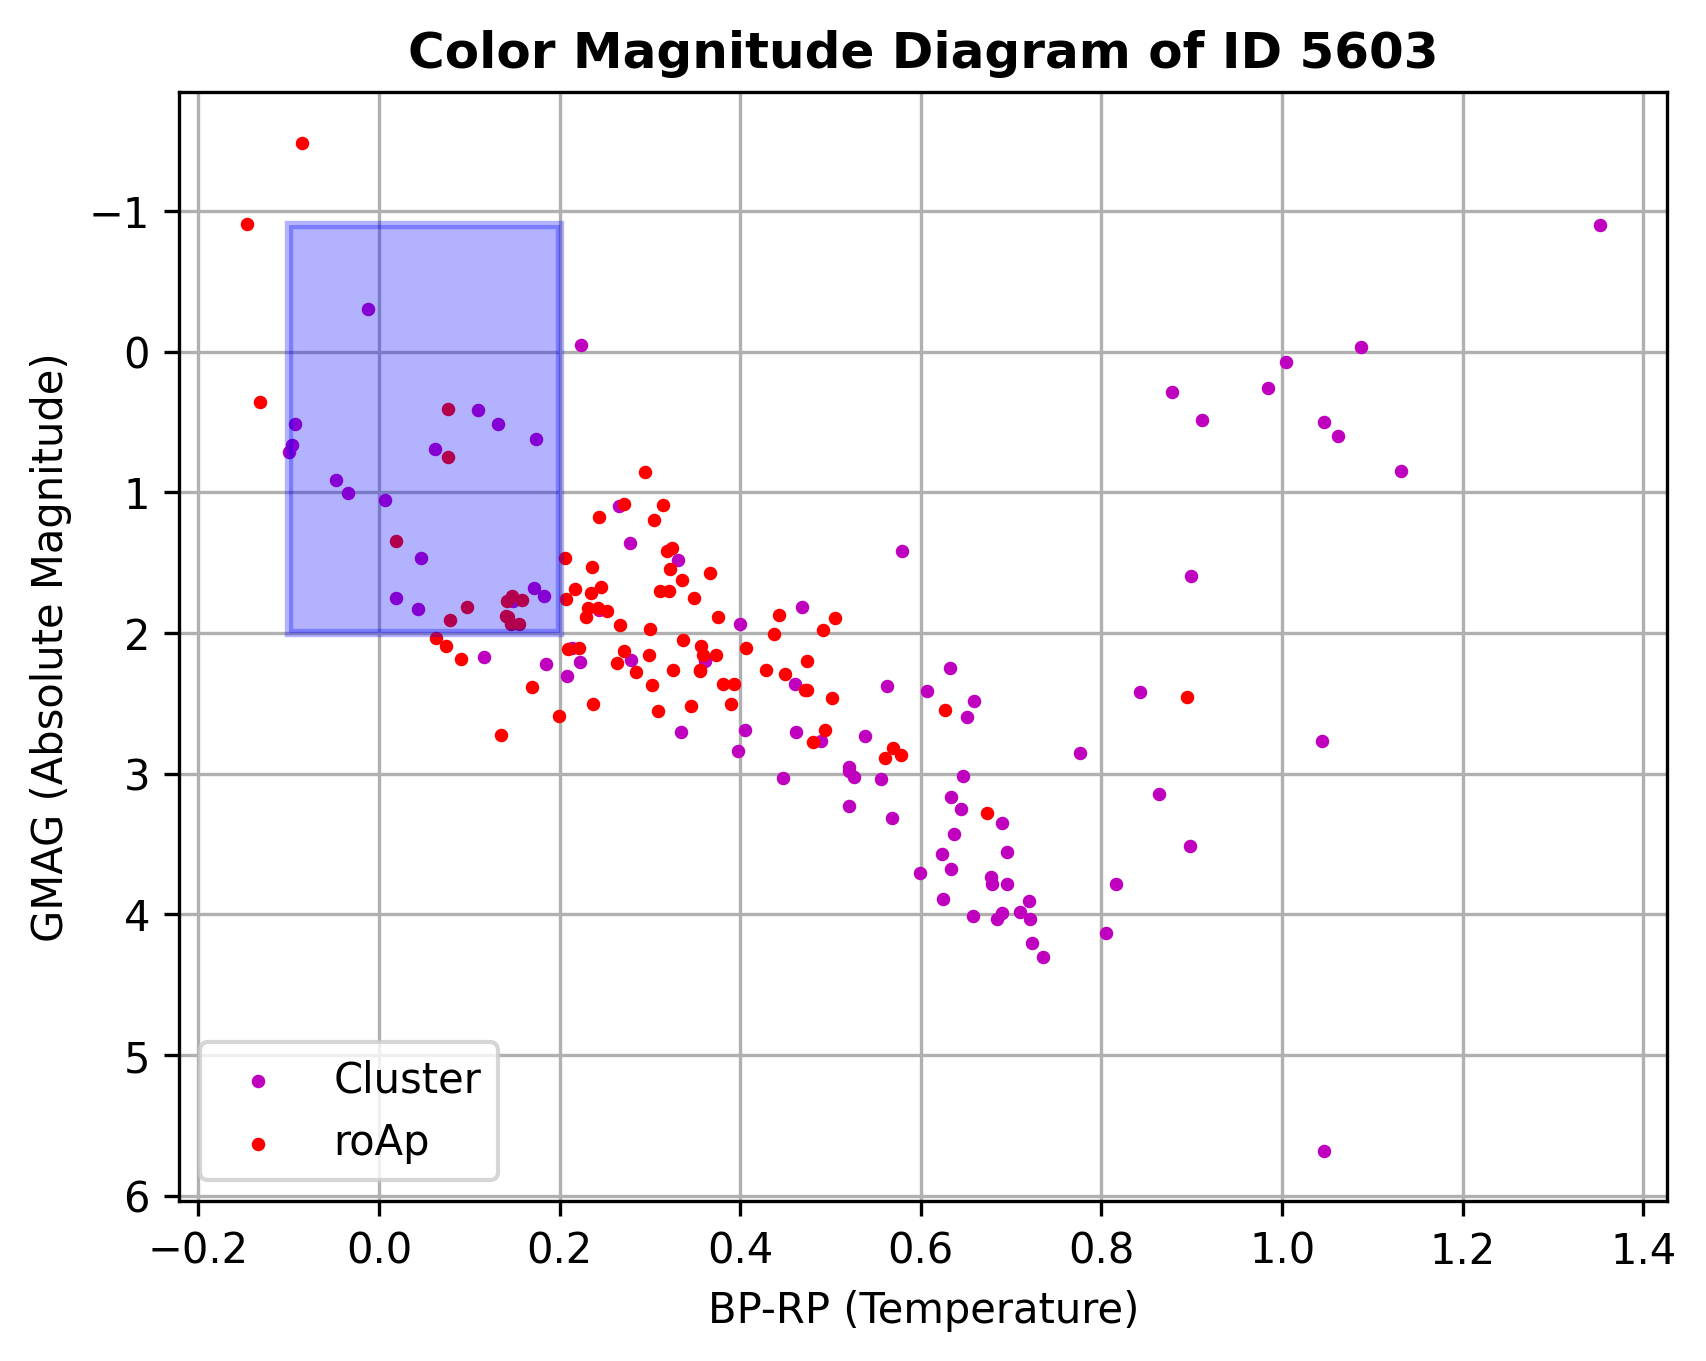 Color Magnitude Diagram of ID 5603
GMAG (Absolute Magnitude)
−1
0
1
2
3
4
5
6
Cluster
roAp
−0.2 0.0 0.2 0.4 0.6 0.8 1.0 1.2 1.4
BP-RP (Temperature)